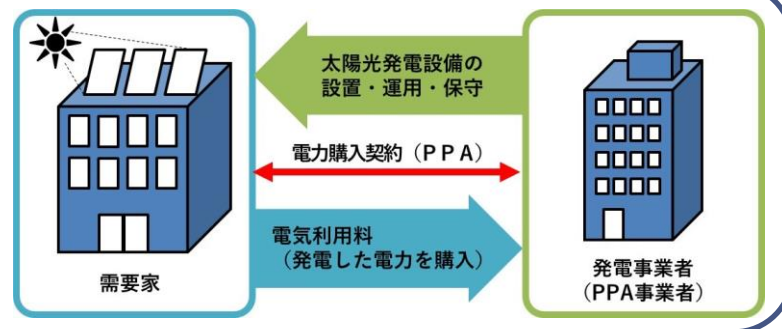 太陽光発電設備の
設置・運用・保守
電力購入契約（ＰＰＡ）
電気利用料
（発電した電力を購入）
需要家
発電事業者
（PPA事業者）